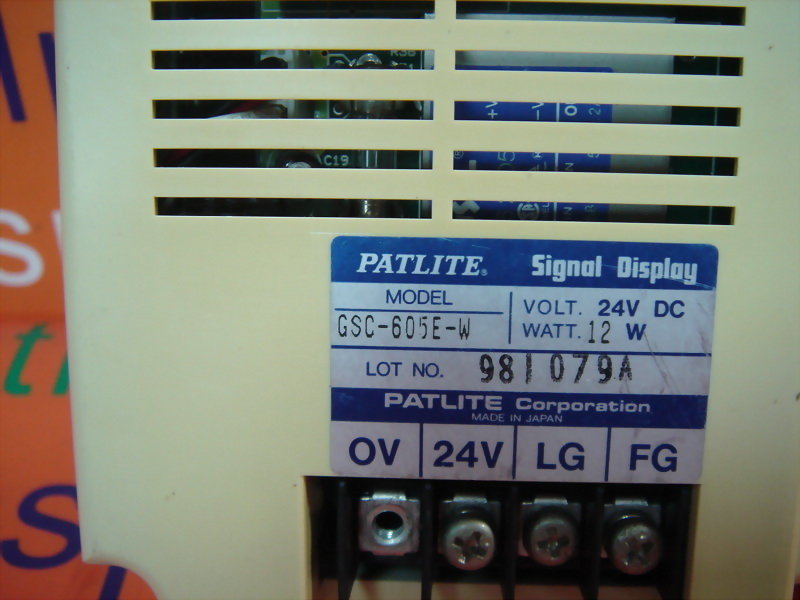 C19
PATLITE® Signal Display
MODEL
GSC-605E-W
VOLT. 24V DC
WATT. 12 W
LOT NO. 981079A
PATLITE Corporation
MADE IN JAPAN
OV 24V LG FG